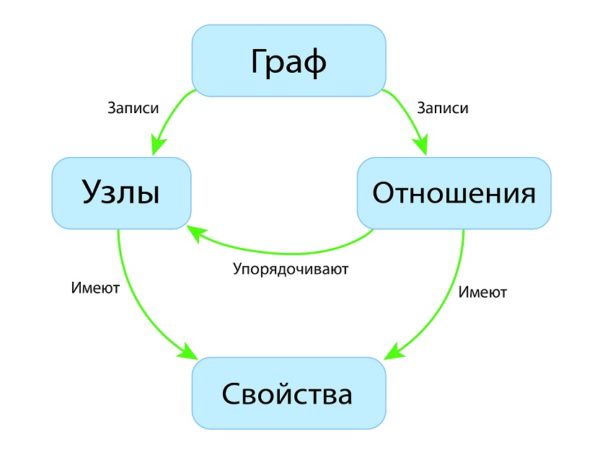 Граф
Записи
Записи
Узлы
Отношения
Упорядочивают
Имеют
Имеют
Свойства